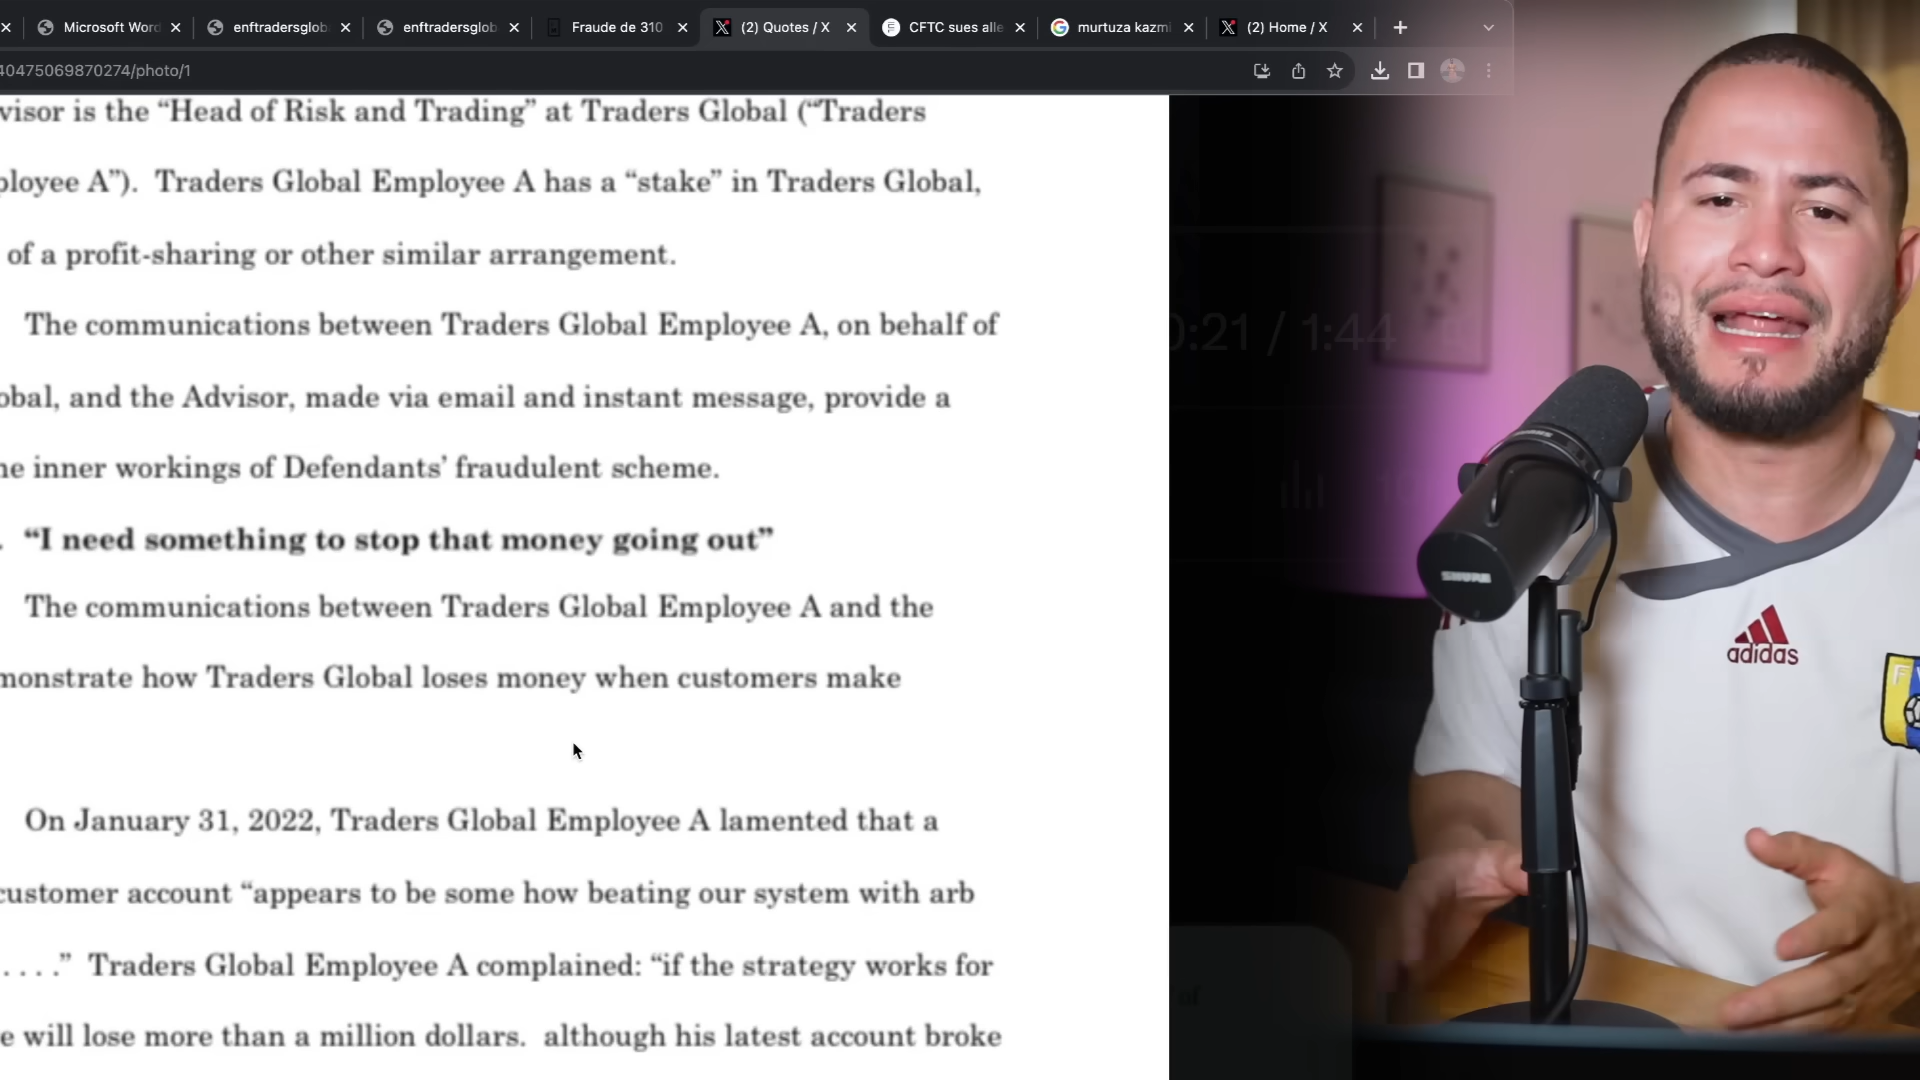 Microsoft Word
enftradersglob
enftradersglob
Fraude de 310
(2) Quotes / X
CFTC sues alle
murtuza kazmi
(2) Home / X
40475069870274/photo/1
visor is the “Head of Risk and Trading” at Traders Global (“Traders
ployee A”). Traders Global Employee A has a “stake” in Traders Global,
of a profit-sharing or other similar arrangement.
The communications between Traders Global Employee A, on behalf of
obal, and the Advisor, made via email and instant message, provide a
he inner workings of Defendants’ fraudulent scheme.
“I need something to stop that money going out”
The communications between Traders Global Employee A and the
monstrate how Traders Global loses money when customers make
On January 31, 2022, Traders Global Employee A lamented that a
customer account “appears to be some how beating our system with arb
. . . .” Traders Global Employee A complained: “if the strategy works for
e will lose more than a million dollars. although his latest account broke
0:21 / 1:44
SHURE
adidas